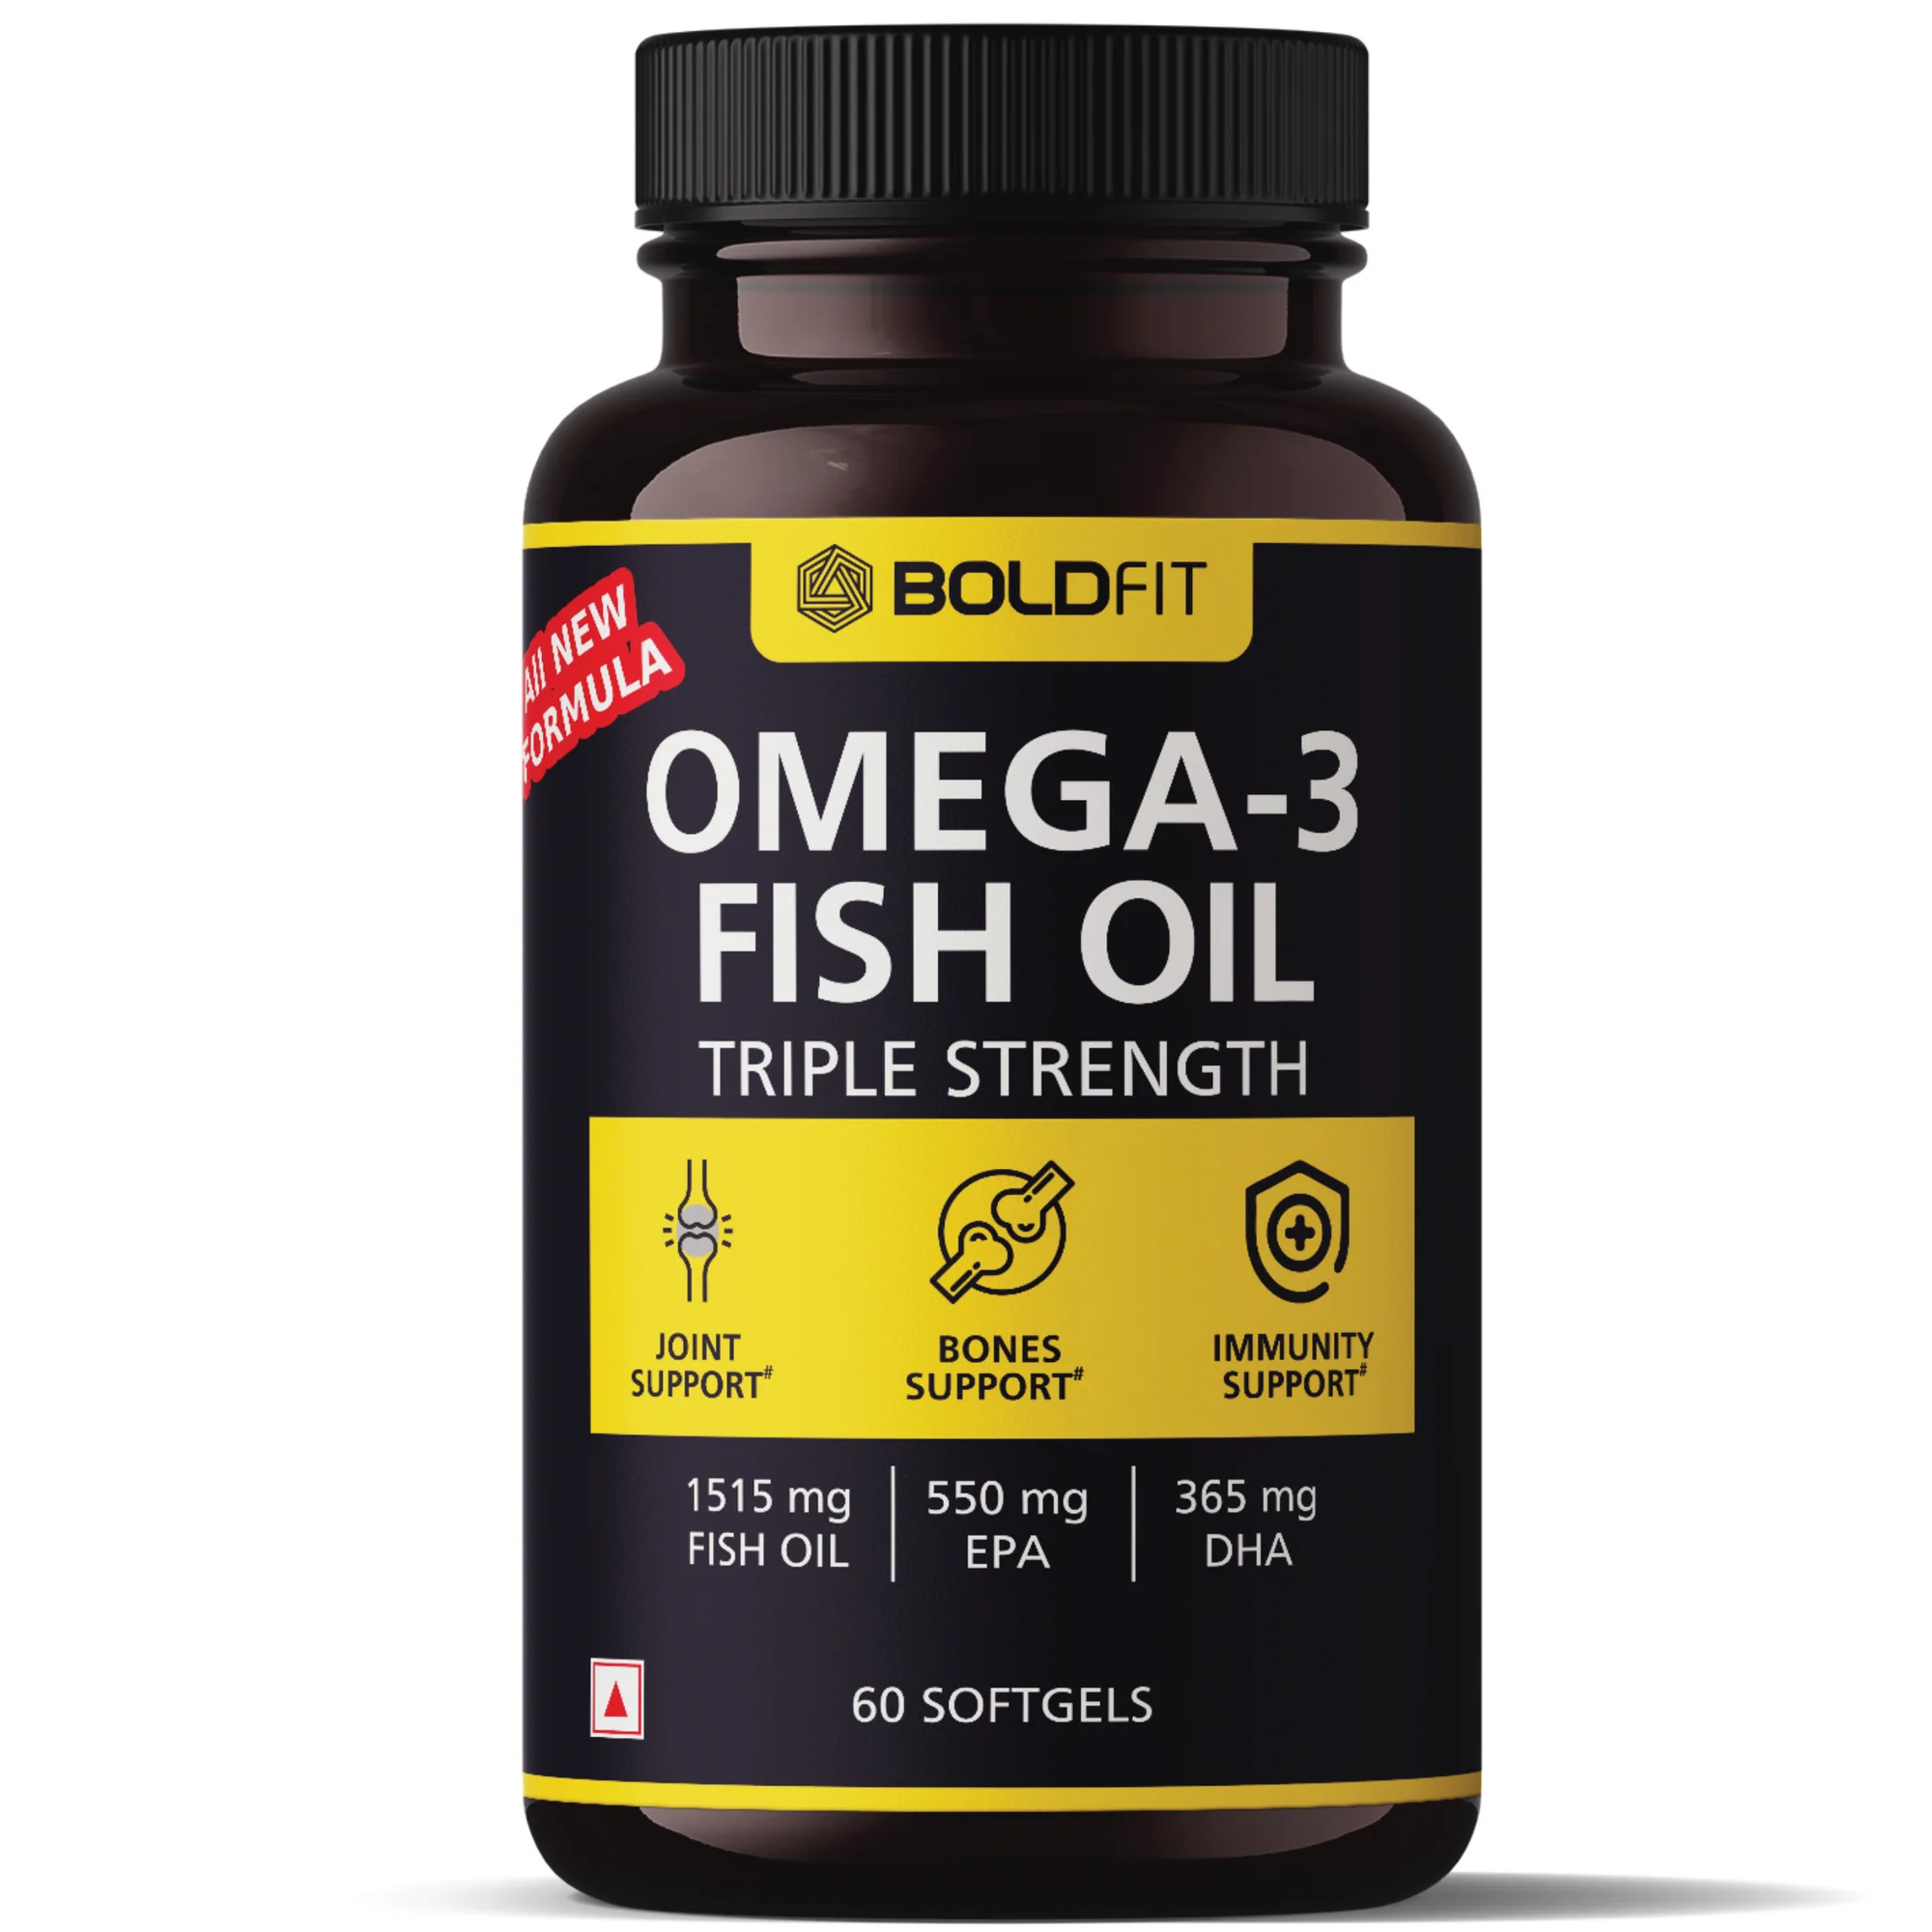 BOLDFIT
All NEW
FORMULA
OMEGA-3
FISH OIL
TRIPLE STRENGTH
JOINT
SUPPORT#
BONES
SUPPORT#
IMMUNITY
SUPPORT#
1515 mg
FISH OIL
550 mg
EPA
365 mg
DHA
60 SOFTGELS